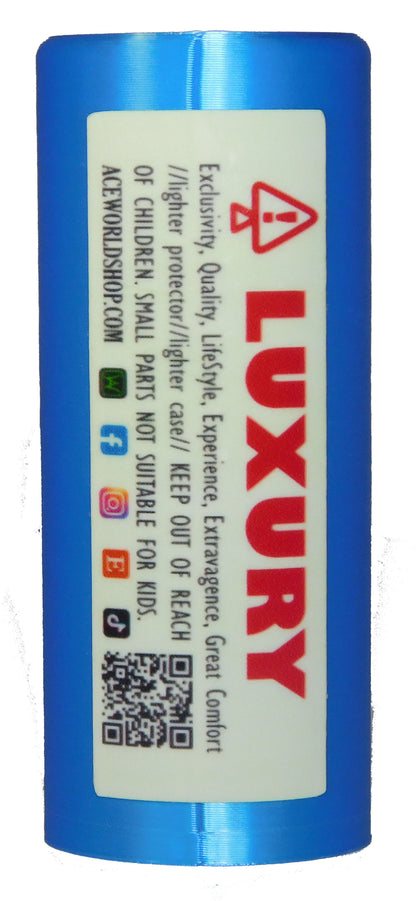 LUXURY
Exclusivity, Quality, LifeStyle, Experience, Extravagence, Great Comfort
//lighter protector//lighter case// KEEP OUT OF REACH
OF CHILDREN. SMALL PARTS NOT SUITABLE FOR KIDS.
ACEWORLDSHOP.COM